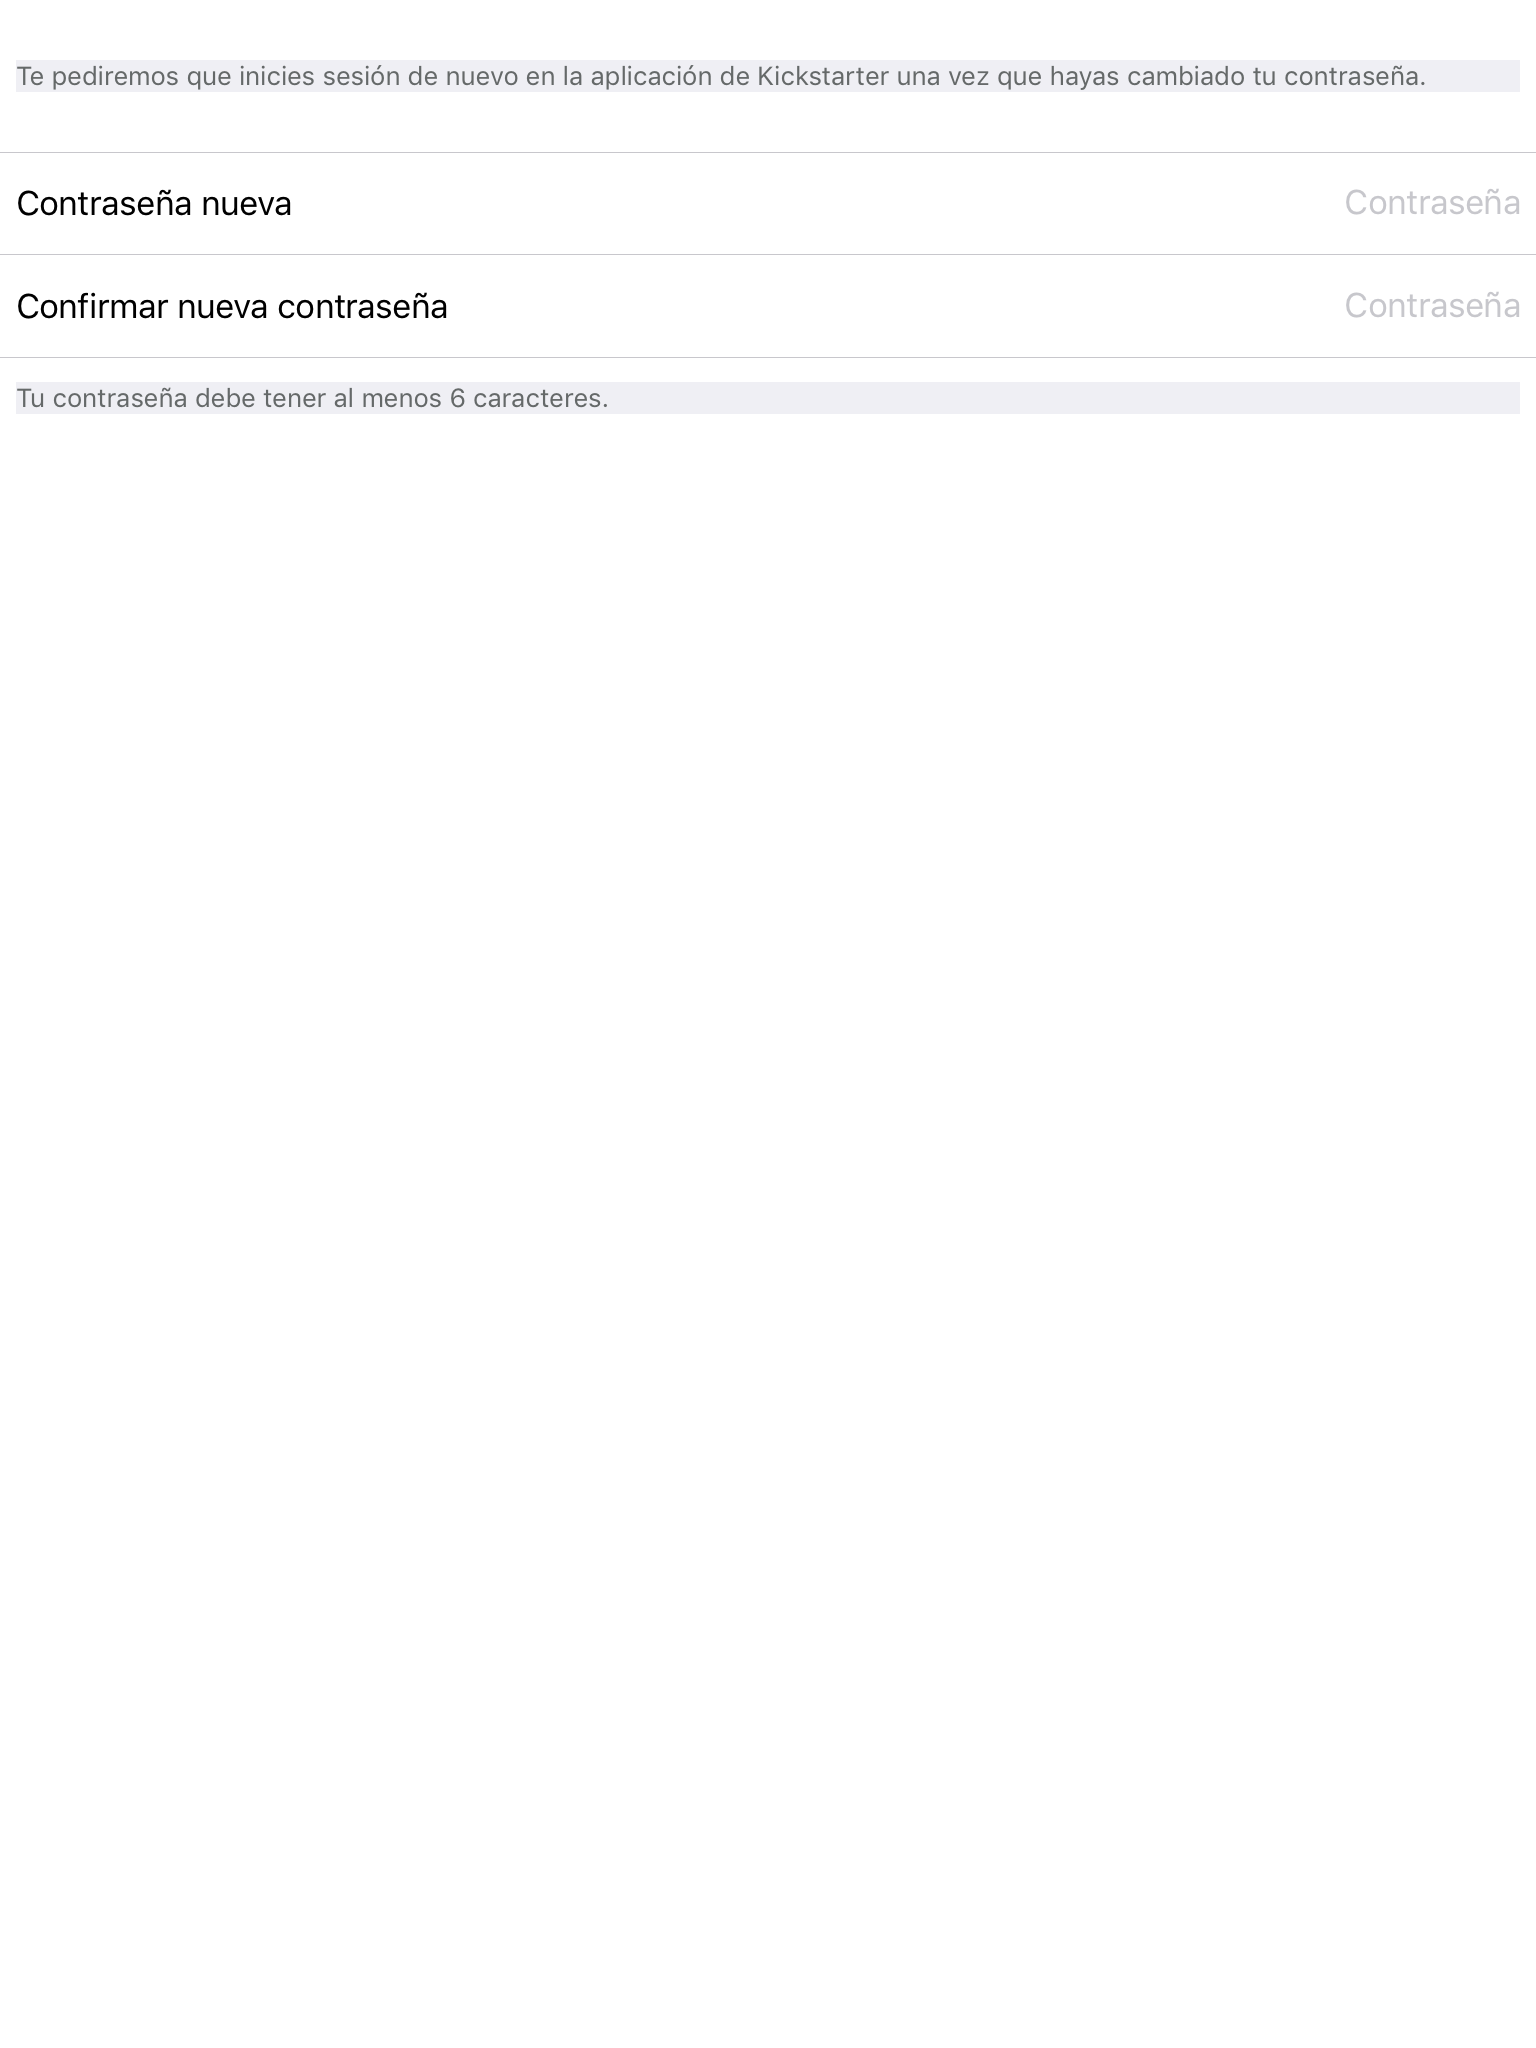 Te pediremos que inicies sesión de nuevo en la aplicación de Kickstarter una vez que hayas cambiado tu contraseña.
Contraseña nueva Contraseña
Confirmar nueva contraseña Contraseña
Tu contraseña debe tener al menos 6 caracteres.